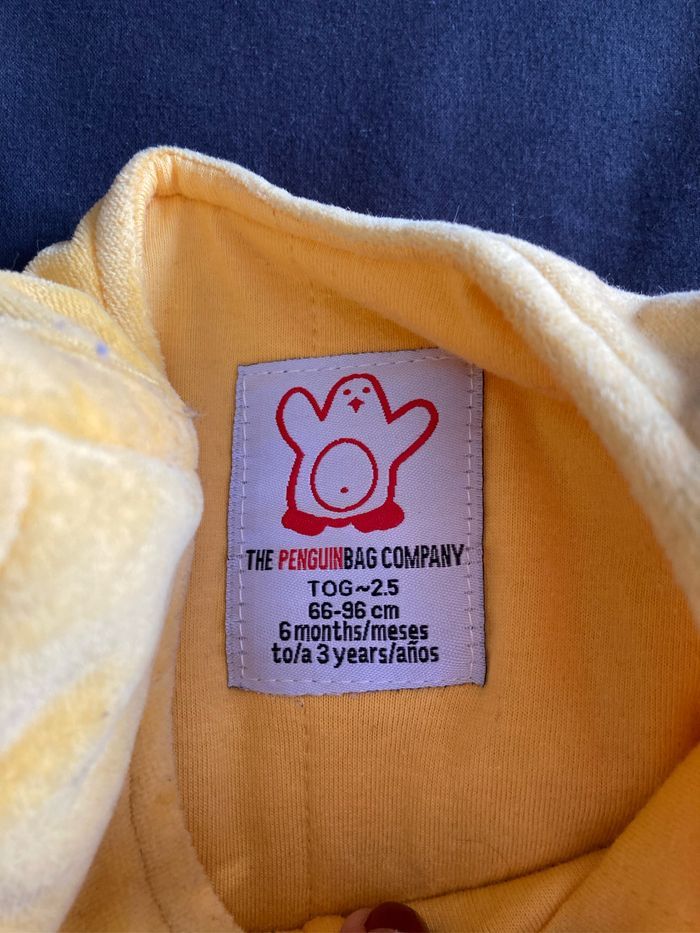 THE PENGUINBAG COMPANY
TOG~2.5
66-96 cm
6 months/meses
to/a 3 years/años